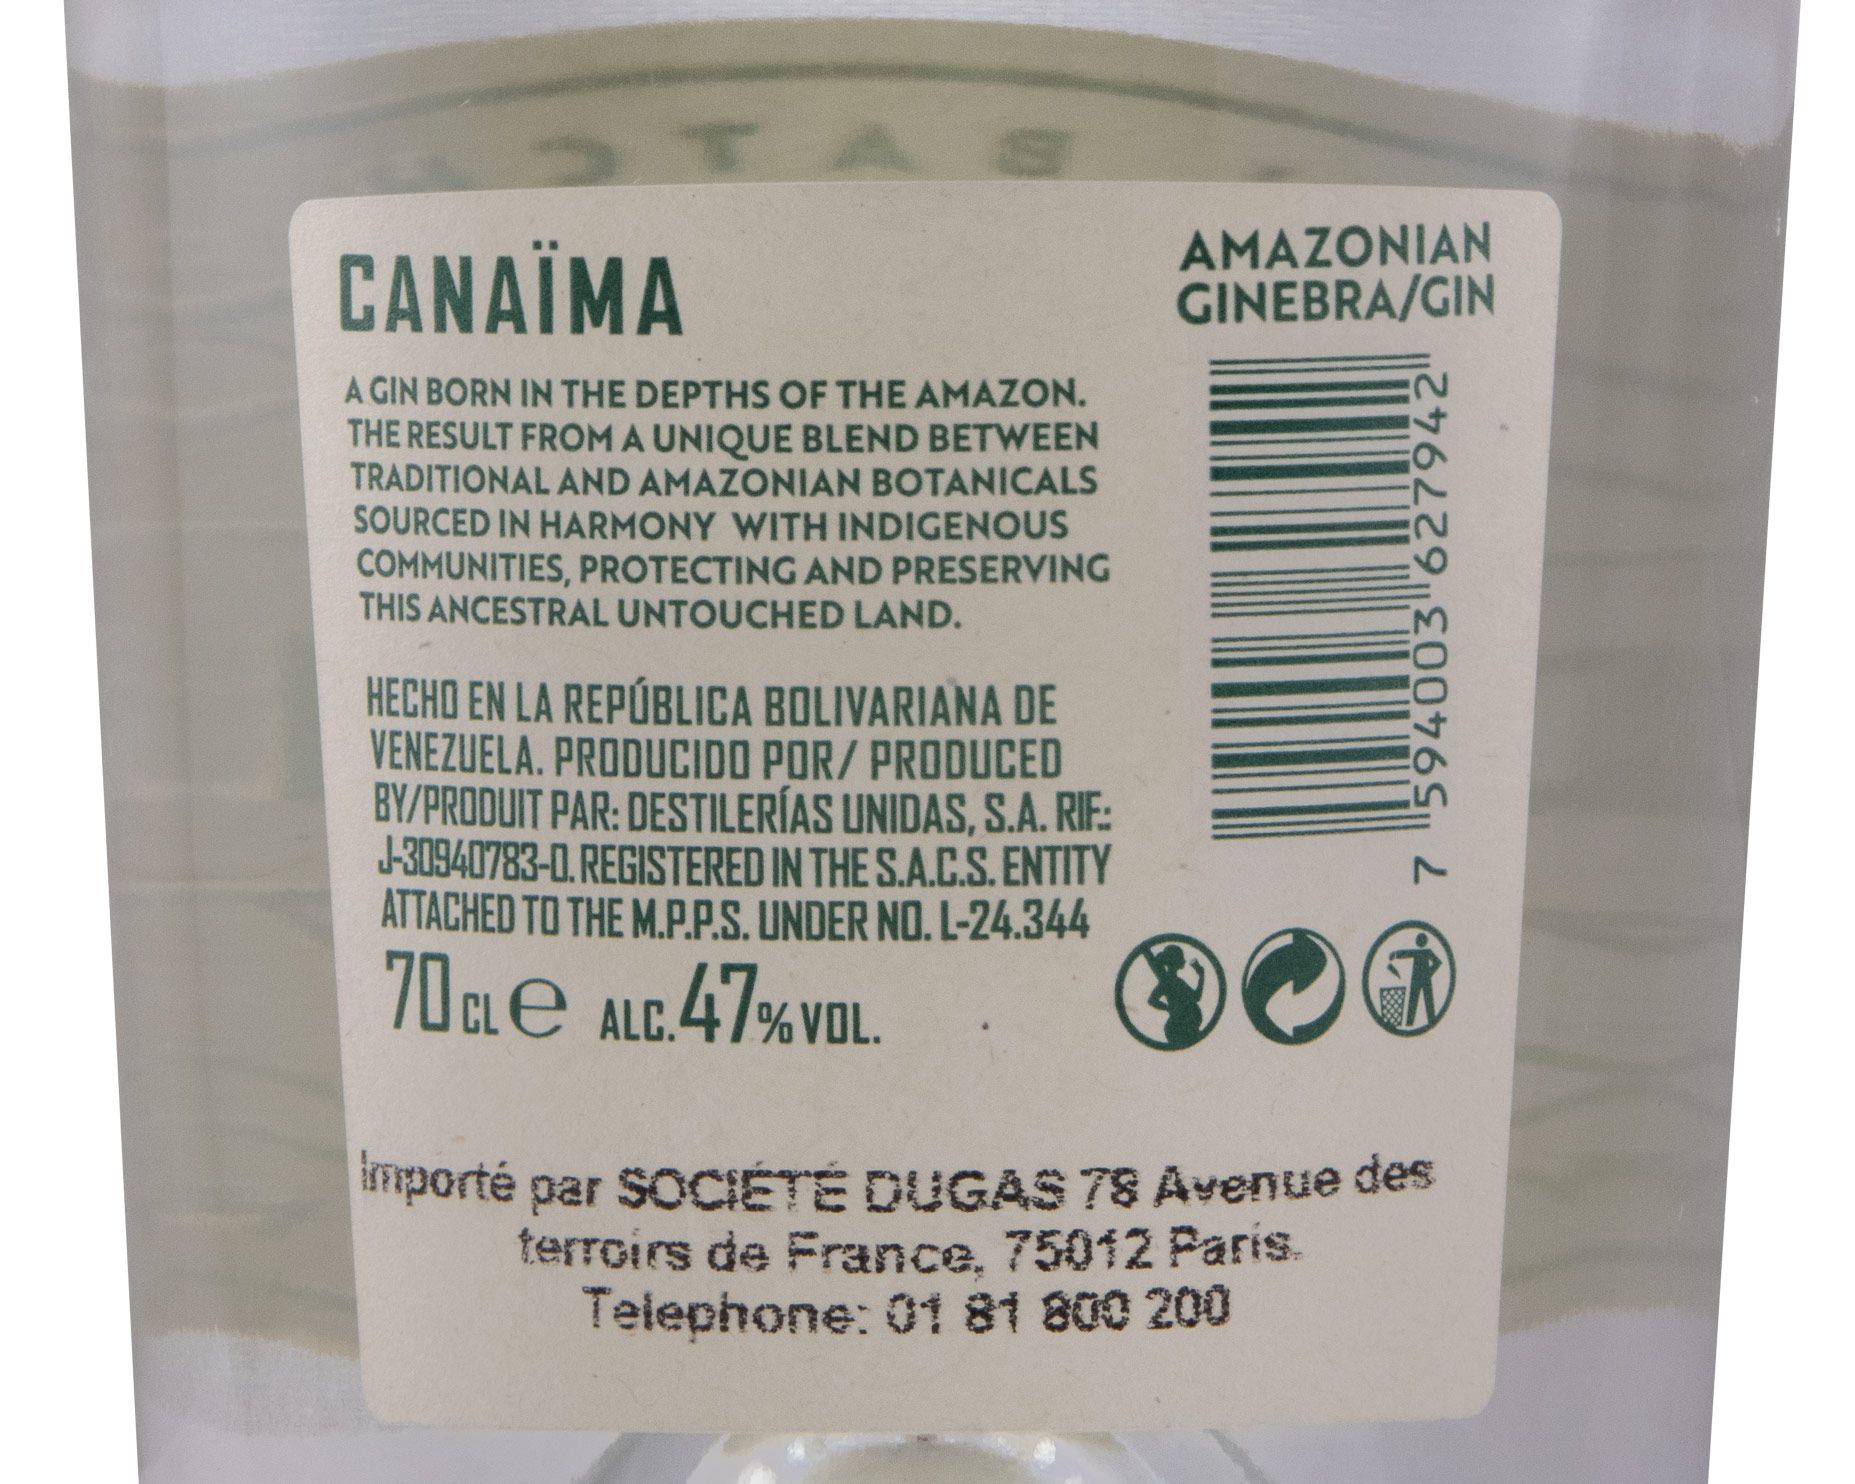 BATC
CANAÏMA
AMAZONIAN
GINEBRA/GIN
A GIN BORN IN THE DEPTHS OF THE AMAZON.
THE RESULT FROM A UNIQUE BLEND BETWEEN
TRADITIONAL AND AMAZONIAN BOTANICALS
SOURCED IN HARMONY WITH INDIGENOUS
COMMUNITIES, PROTECTING AND PRESERVING
THIS ANCESTRAL UNTOUCHED LAND.
7 594003 627942
HECHO EN LA REPÚBLICA BOLIVARIANA DE
VENEZUELA. PRODUCIDO POR/ PRODUCED
BY/PRODUIT PAR: DESTILERÍAS UNIDAS, S.A. RIF.:
J-30940783-0. REGISTERED IN THE S.A.C.S. ENTITY
ATTACHED TO THE M.P.P.S. UNDER NO. L-24.344
70 CL e ALC. 47% VOL.
Importé par SOCIÉTÉ DUGAS 78 Avenue des
terroirs de France, 75012 Paris.
Telephone: 01 81 800 200